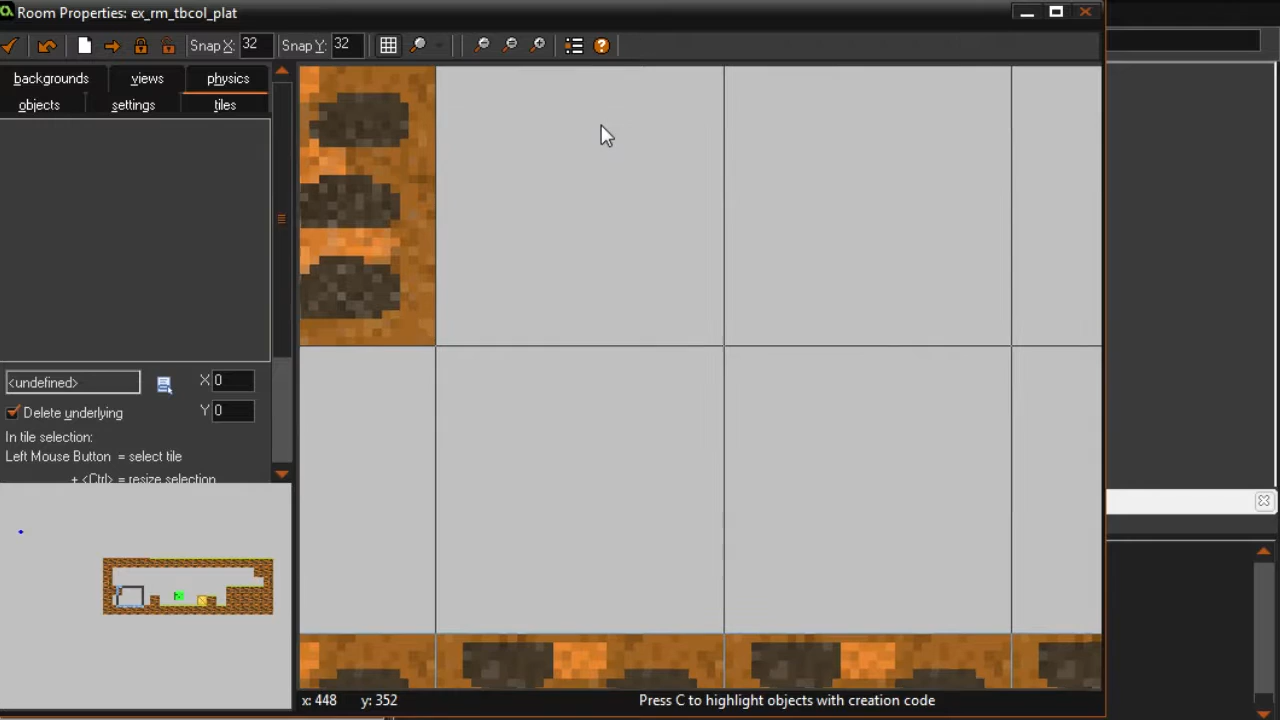 Room Properties: ex_rm_tbcol_plat
Snap X: 32 Snap Y: 32
backgrounds views physics
objects settings tiles
<undefined> X 0
Delete underlying Y 0
In tile selection:
Left Mouse Button = select tile
+ <Ctrl> = resize selection
x: 448 y: 352 Press C to highlight objects with creation code